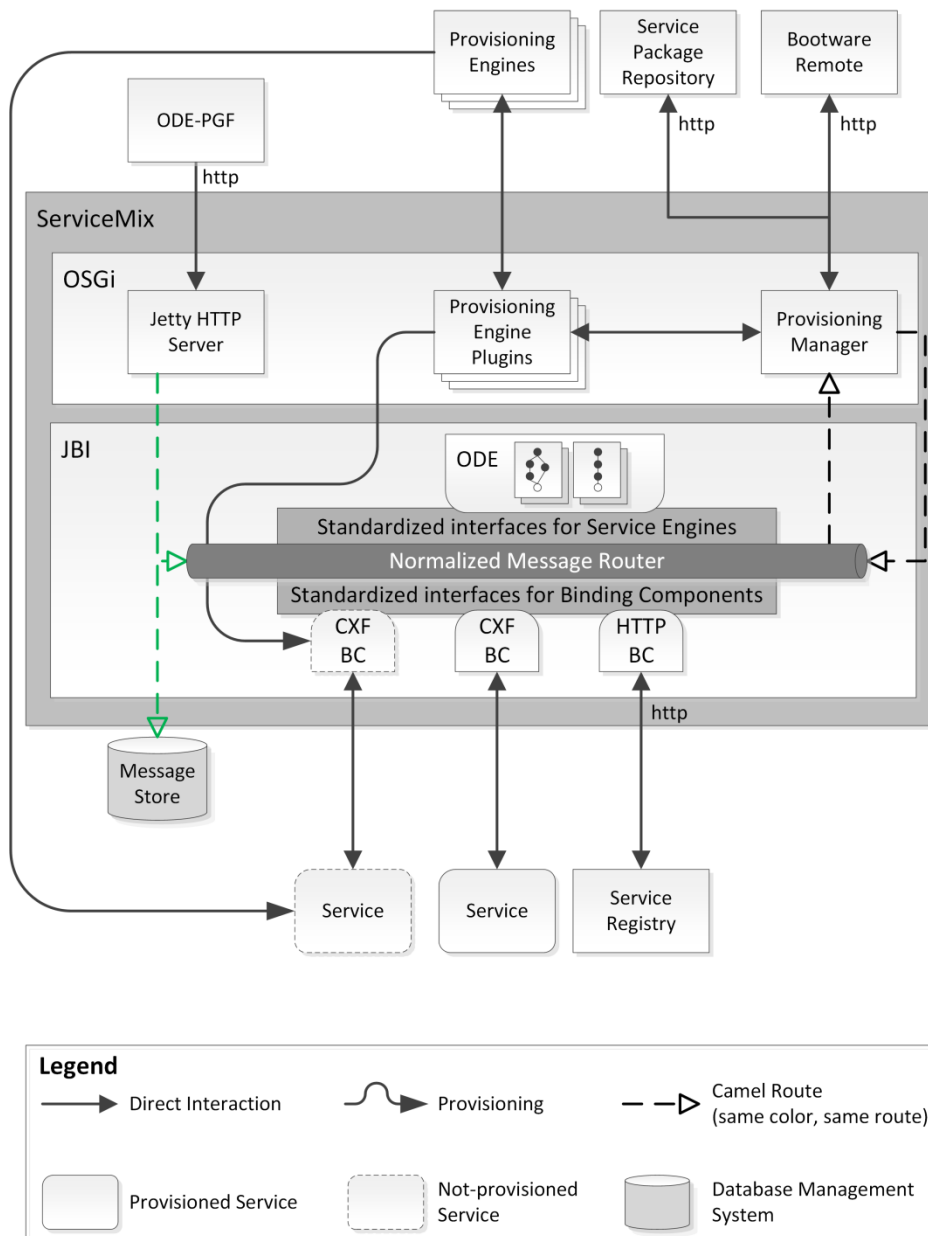 Provisioning
Engines
Service
Package
Repository
Bootware
Remote
ODE-PGF
http
http
http
ServiceMix
OSGi
Jetty HTTP
Server
Provisioning
Engine
Plugins
Provisioning
Manager
JBI
ODE
Standardized interfaces for Service Engines
Normalized Message Router
Standardized interfaces for Binding Components
CXF
BC
CXF
BC
HTTP
BC
http
Message
Store
Service
Service
Service
Registry
Legend
Direct Interaction
Provisioning
Camel Route
(same color, same route)
Provisioned Service
Not-provisioned
Service
Database Management
System